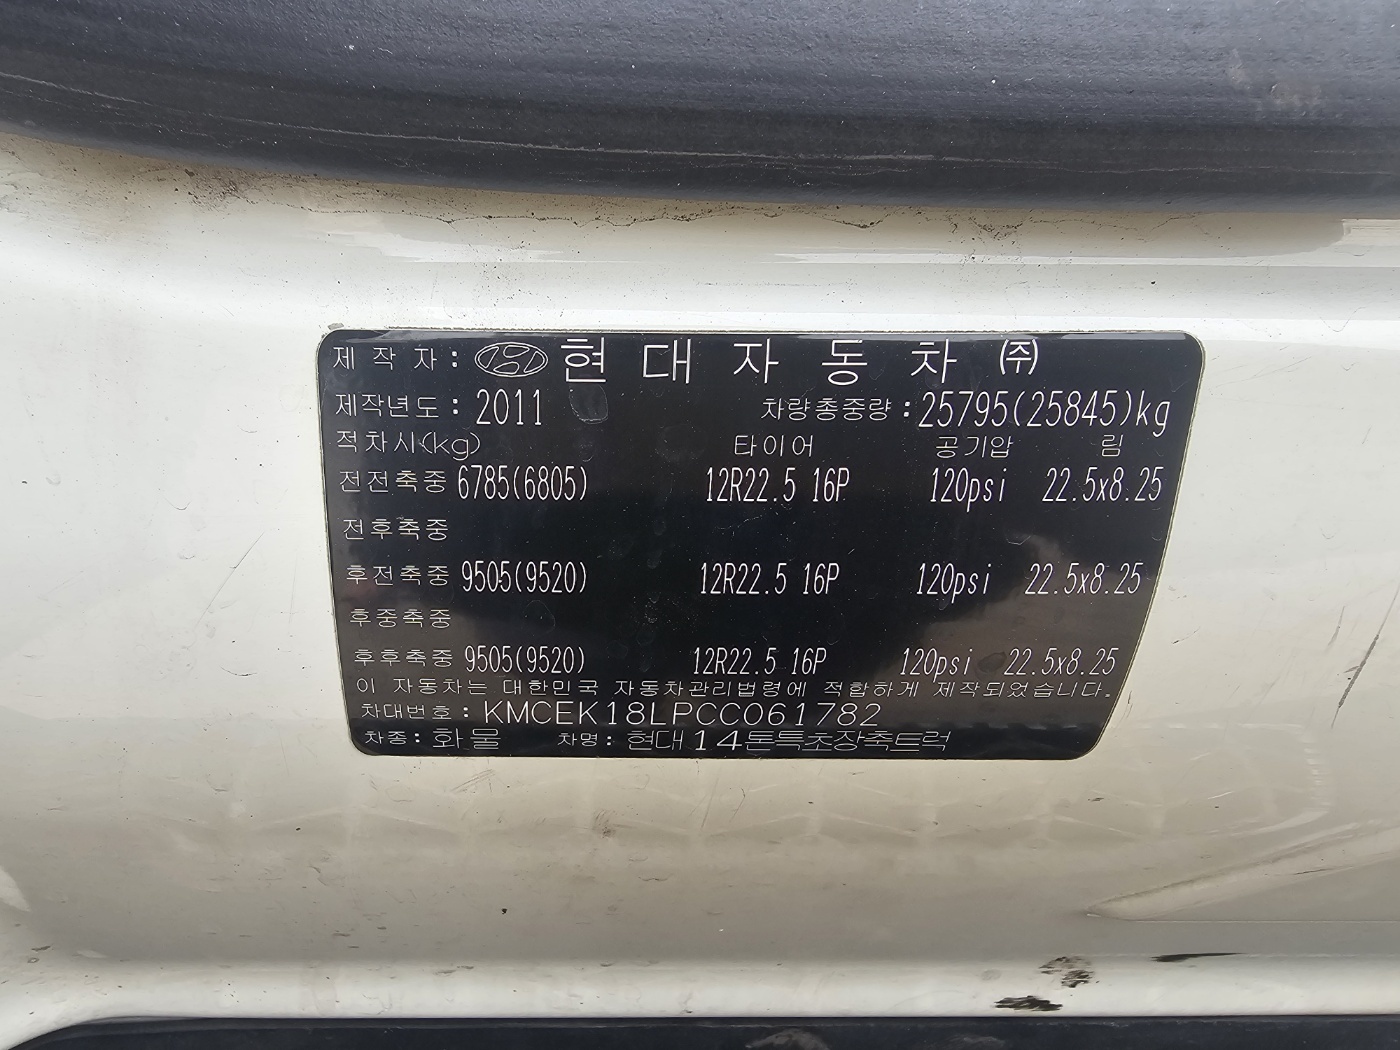 제 작 차 : 현 대 자 동 차 ㈜
제작년도 : 2011 차량총중량 : 25795(25845)kg
적차시(kg) 타이어 공기압 림
전전축중 6785(6805) 12R22.5 16P 120psi 22.5x8.25
전후축중
후전축중 9505(9520) 12R22.5 16P 120psi 22.5x8.25
후중축중
후후축중 9505(9520) 12R22.5 16P 120psi 22.5x8.25
이 자동차는 대한민국 자동차관리법령에 적합하게 제작되었습니다.
차대번호 : KMCEK18LPCC061782
차종 : 화 물 차명 : 현대14톤특초장축트럭